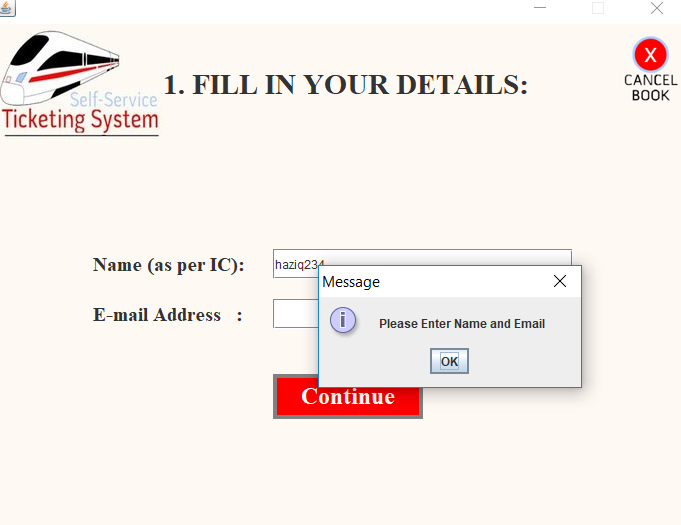 Self-Service
Ticketing System
1. FILL IN YOUR DETAILS:
X
CANCEL
BOOK
Name (as per IC):
haziq234
E-mail Address :
Message
Please Enter Name and Email
OK
Continue